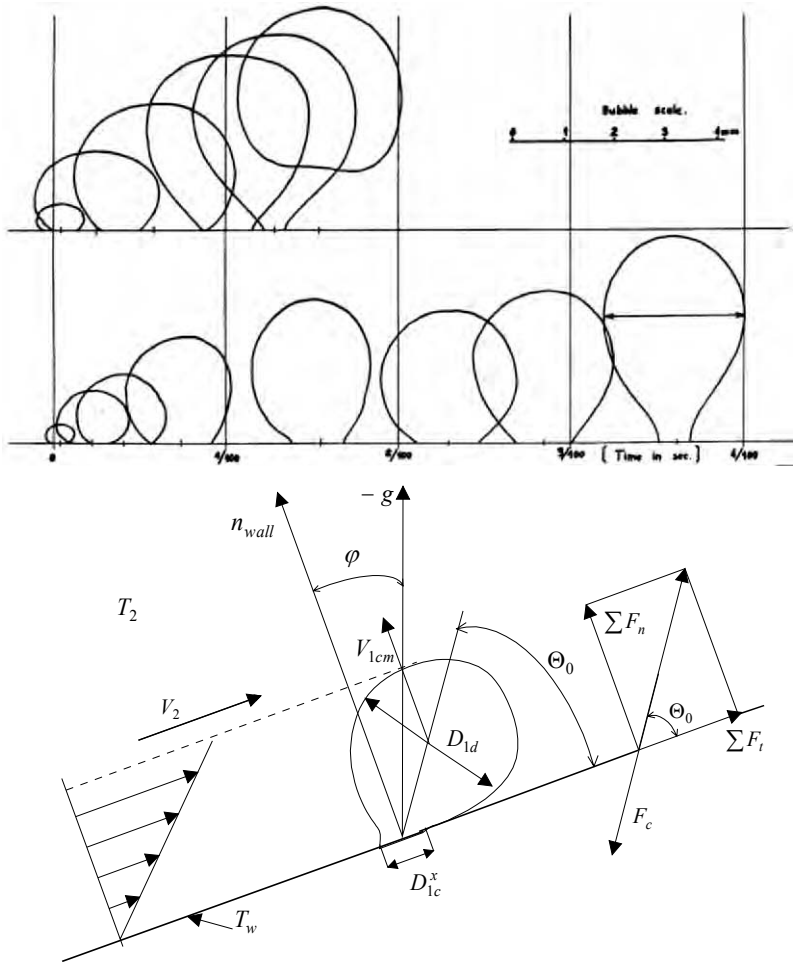 Bubble scale.
0 1 2 3 4mm
0 1/100 2/100 3/100 [Time in sec.] 4/100
−g
n_wall
φ
T_2
V_1cm
ΣF_n
Θ_0
V_2
Θ_0
D_1d
ΣF_t
F_c
D_1c^x
T_w